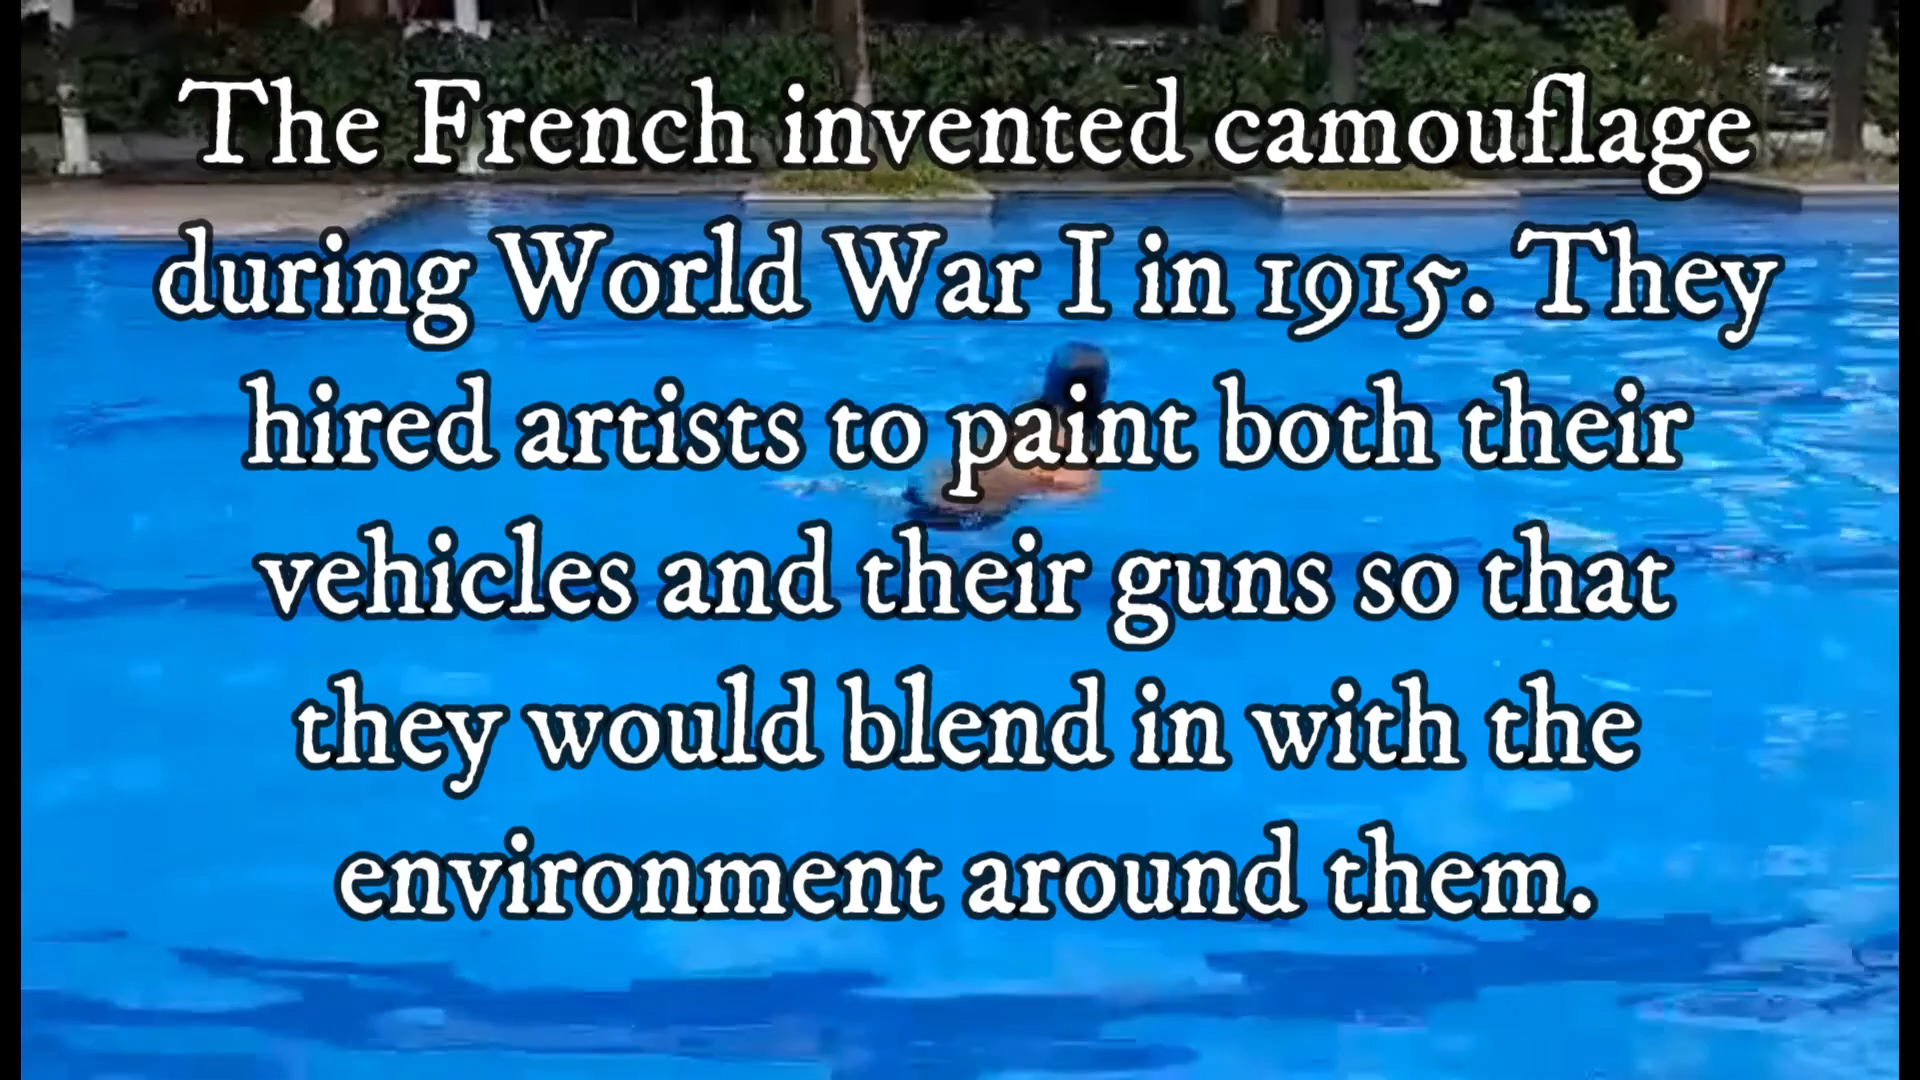 The French invented camouflage
during World War I in 1915. They
hired artists to paint both their
vehicles and their guns so that
they would blend in with the
environment around them.